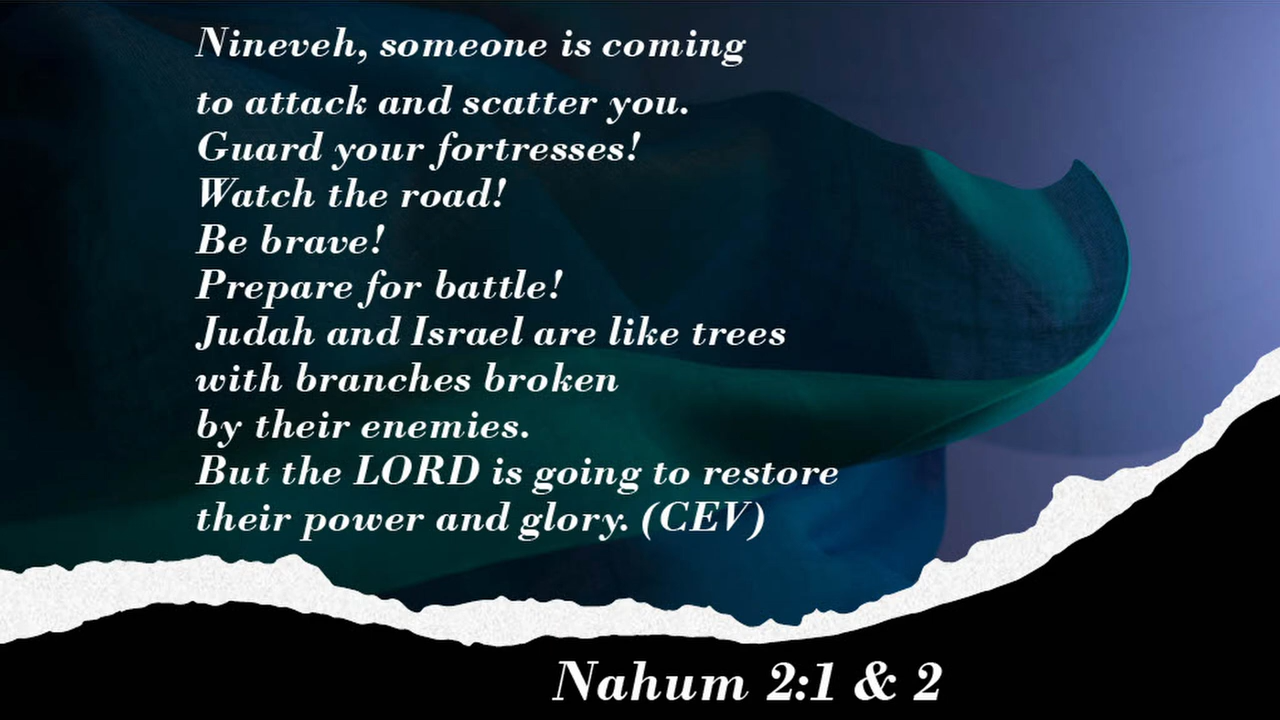 Nineveh, someone is coming
to attack and scatter you.
Guard your fortresses!
Watch the road!
Be brave!
Prepare for battle!
Judah and Israel are like trees
with branches broken
by their enemies.
But the LORD is going to restore
their power and glory. (CEV)
Nahum 2:1 & 2